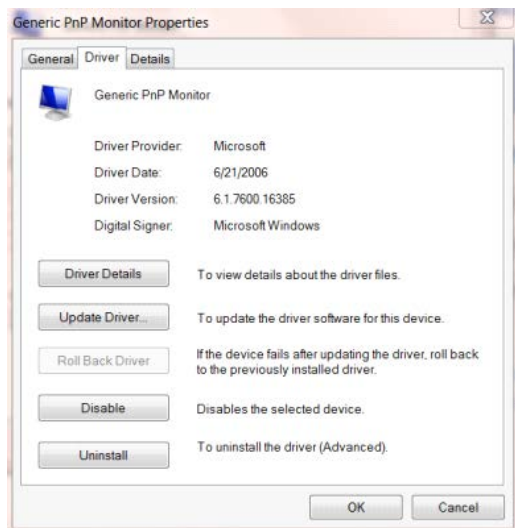 Generic PnP Monitor Properties
General Driver Details
Generic PnP Monitor
Driver Provider: Microsoft
Driver Date: 6/21/2006
Driver Version: 6.1.7600.16385
Digital Signer: Microsoft Windows
Driver Details To view details about the driver files.
Update Driver... To update the driver software for this device.
Roll Back Driver If the device fails after updating the driver, roll back
to the previously installed driver.
Disable Disables the selected device.
Uninstall To uninstall the driver (Advanced).
OK Cancel